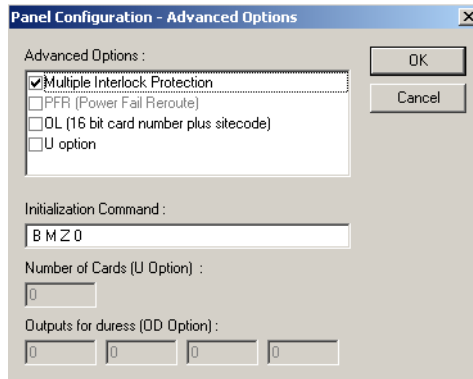 Panel Configuration - Advanced Options
Advanced Options :
OK
Multiple Interlock Protection
PFR (Power Fail Reroute)
Cancel
OL (16 bit card number plus sitecode)
U option
Initialization Command :
B M Z 0
Number of Cards (U Option) :
0
Outputs for duress (OD Option) :
0 0 0 0